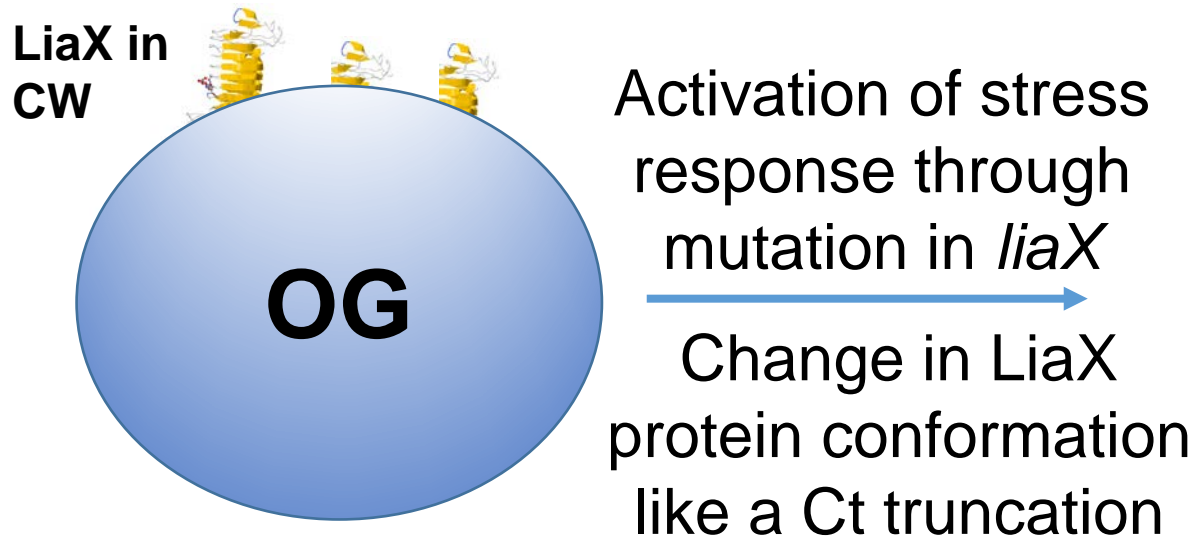 LiaX in
CW
OG
Activation of stress
response through
mutation in liaX
Change in LiaX
protein conformation
like a Ct truncation